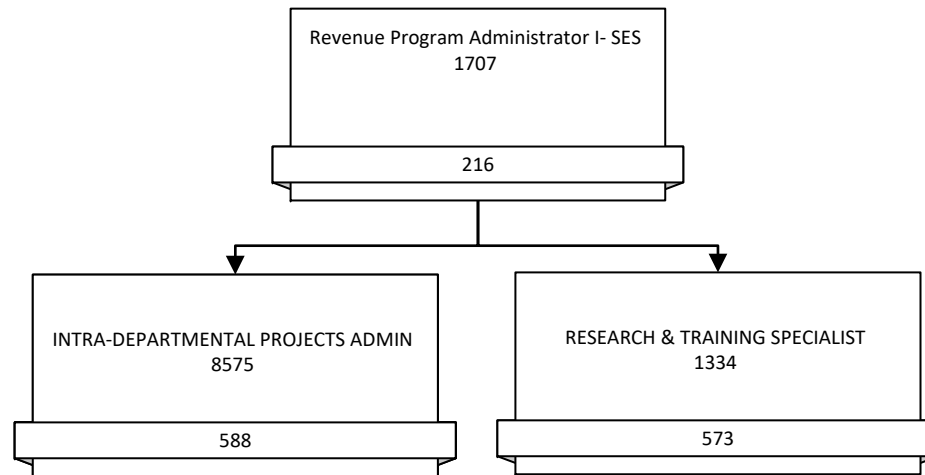 Revenue Program Administrator I- SES
1707
216
INTRA-DEPARTMENTAL PROJECTS ADMIN
8575
588
RESEARCH & TRAINING SPECIALIST
1334
573